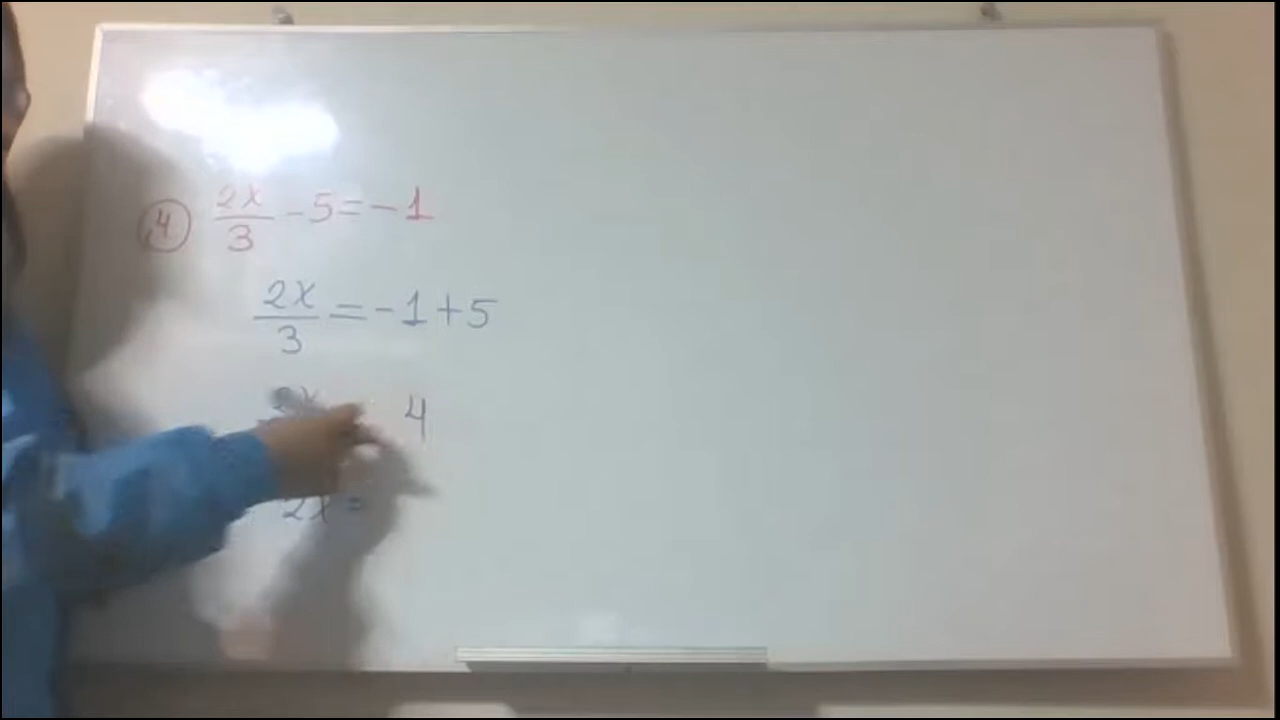 4 2x/3 - 5 = -1
2x/3 = -1 + 5
2x 4
2x =